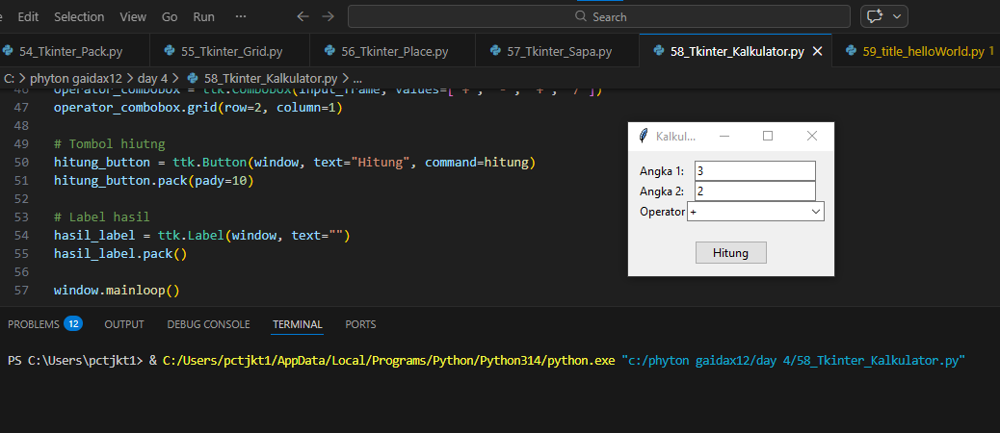 Edit Selection View Go Run ··· Search
54_Tkinter_Pack.py 55_Tkinter_Grid.py 56_Tkinter_Place.py 57_Tkinter_Sapa.py 58_Tkinter_Kalkulator.py 59_title_helloWorld.py 1
C: > phyton gaidax12 > day 4 > 58_Tkinter_Kalkulator.py > ...
46 operator_combobox = ttk.Combobox(input_frame, values=["+", "-", "*", "/"])
47 operator_combobox.grid(row=2, column=1)
48
49 # Tombol hiutng
50 hitung_button = ttk.Button(window, text="Hitung", command=hitung)
51 hitung_button.pack(pady=10)
52
53 # Label hasil
54 hasil_label = ttk.Label(window, text="")
55 hasil_label.pack()
56
57 window.mainloop()
Kalkul...
Angka 1: 3
Angka 2: 2
Operator +
Hitung
PROBLEMS 12 OUTPUT DEBUG CONSOLE TERMINAL PORTS
PS C:\Users\pctjkt1> & C:/Users/pctjkt1/AppData/Local/Programs/Python/Python314/python.exe "c:/phyton gaidax12/day 4/58_Tkinter_Kalkulator.py"